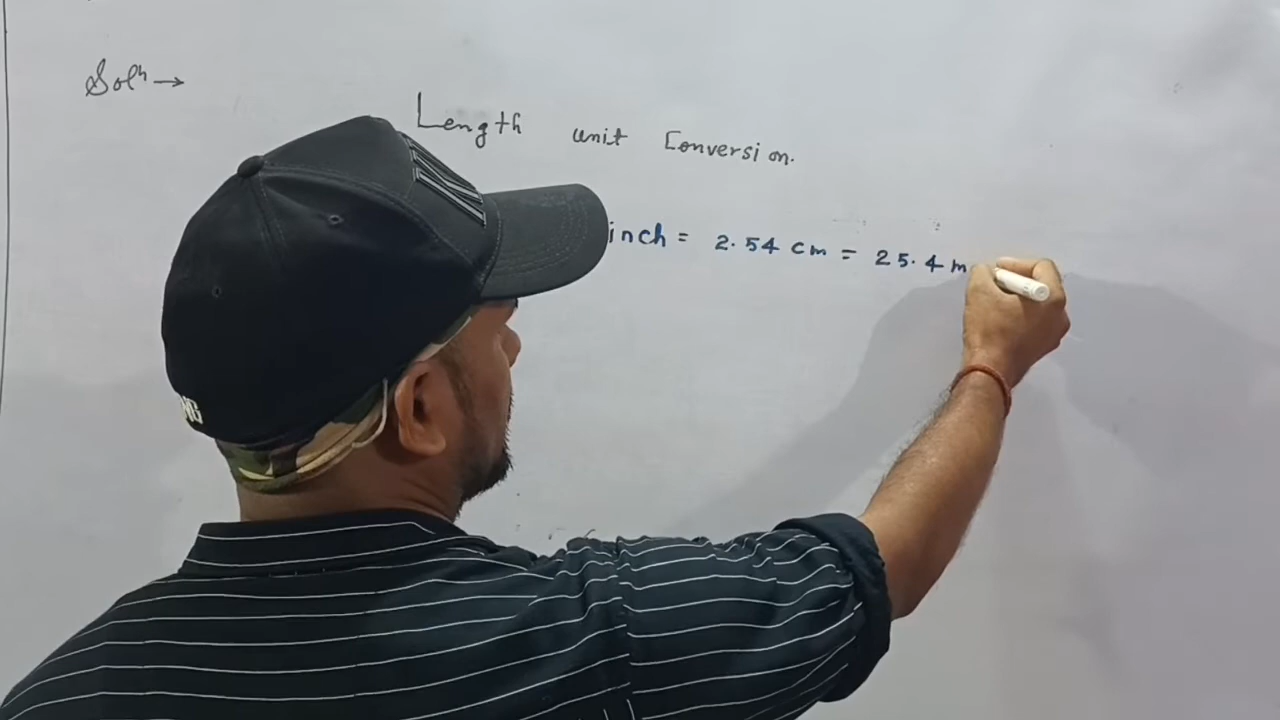 Solⁿ →
Length unit Conversion.
inch = 2.54 cm = 25.4 m